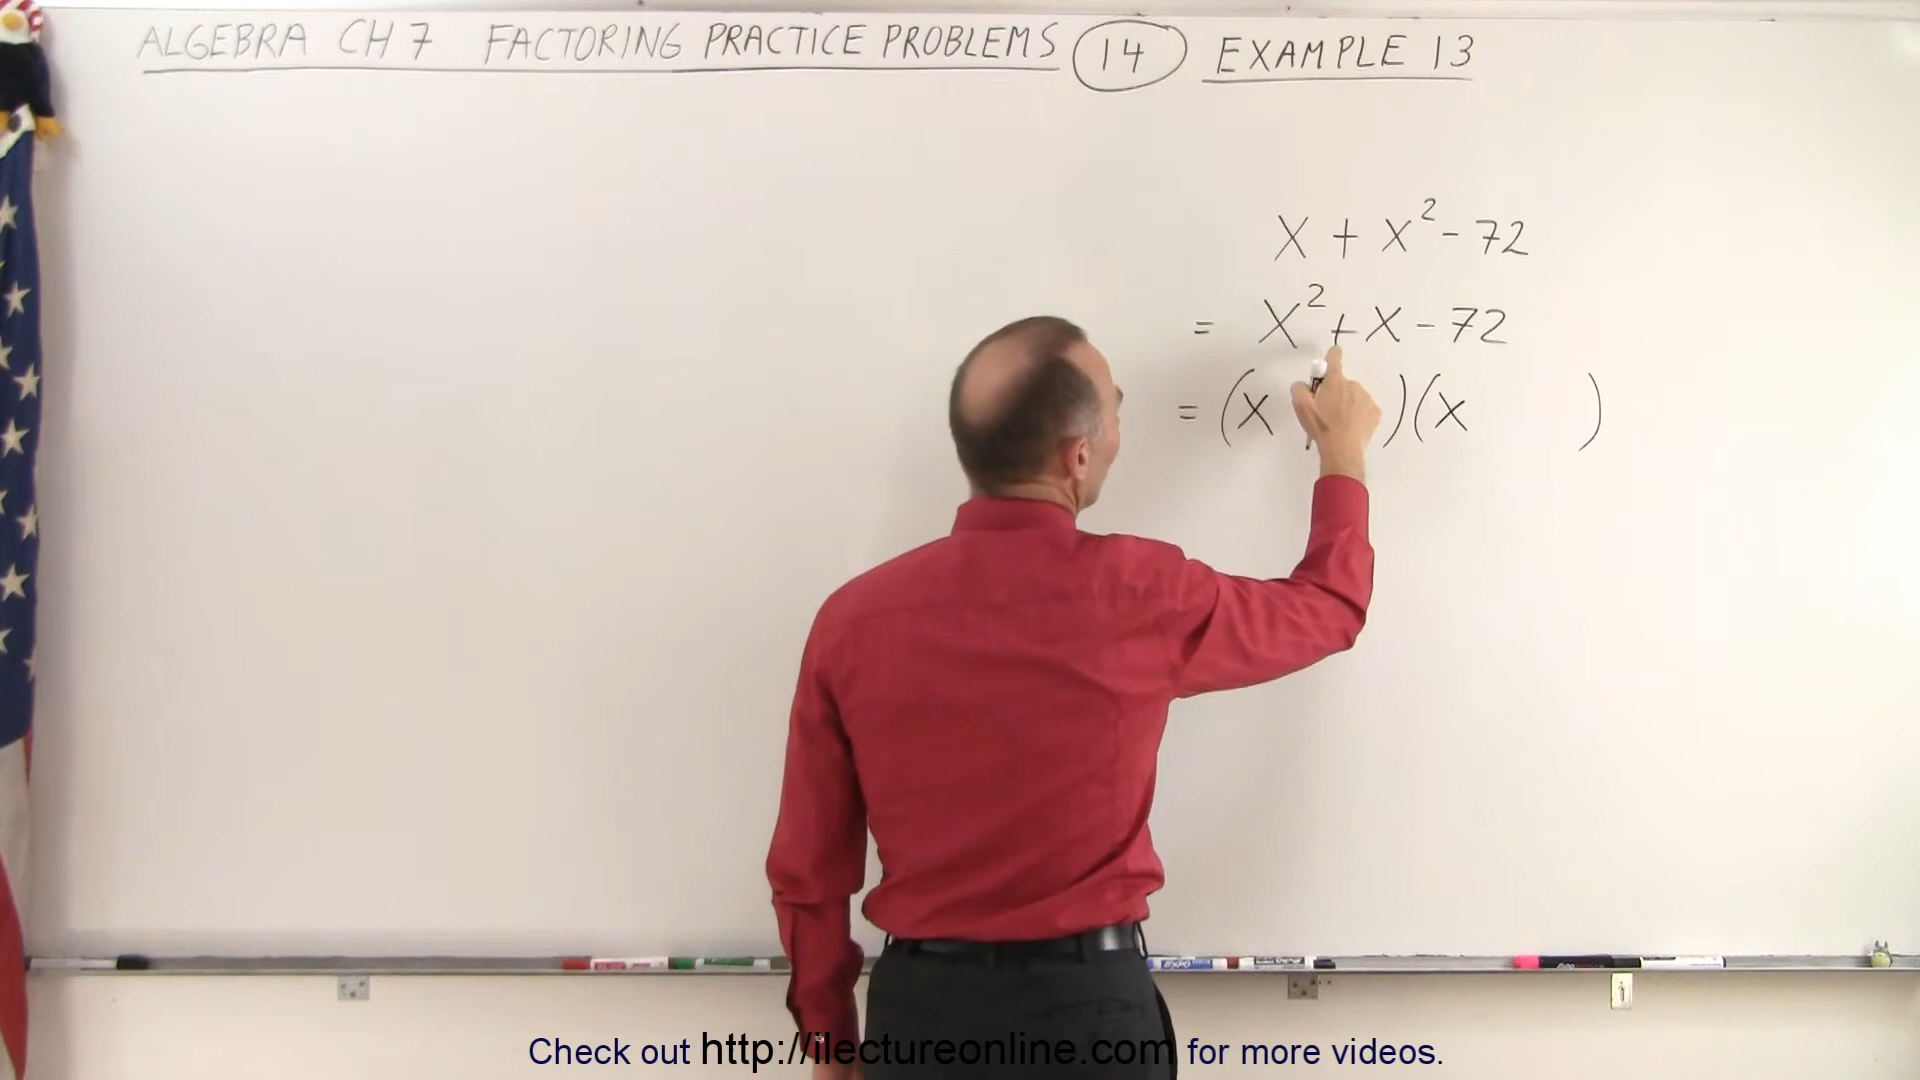 ALGEBRA CH 7 FACTORING PRACTICE PROBLEMS 14 EXAMPLE 13
X + X² - 72
= X² + X - 72
= (X )(X )
EXPO
Check out http://ilectureonline.com for more videos.